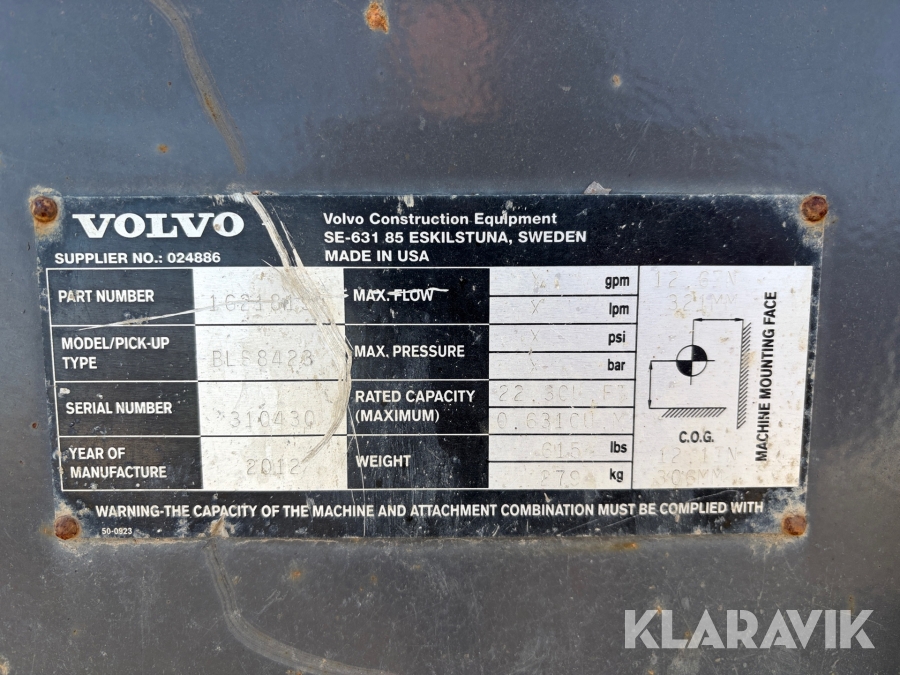 VOLVO
Volvo Construction Equipment
SE-631 85 ESKILSTUNA, SWEDEN
MADE IN USA
SUPPLIER NO.: 024886
PART NUMBER
MODEL/PICK-UP
TYPE
SERIAL NUMBER
310430
YEAR OF
MANUFACTURE
2012
MAX. FLOW
X gpm
X lpm
MAX. PRESSURE
psi
bar
RATED CAPACITY
(MAXIMUM)
WEIGHT
lbs
kg
C.O.G.
MACHINE MOUNTING FACE
WARNING-THE CAPACITY OF THE MACHINE AND ATTACHMENT COMBINATION MUST BE COMPLIED WITH
50-0923
KLARAVIK